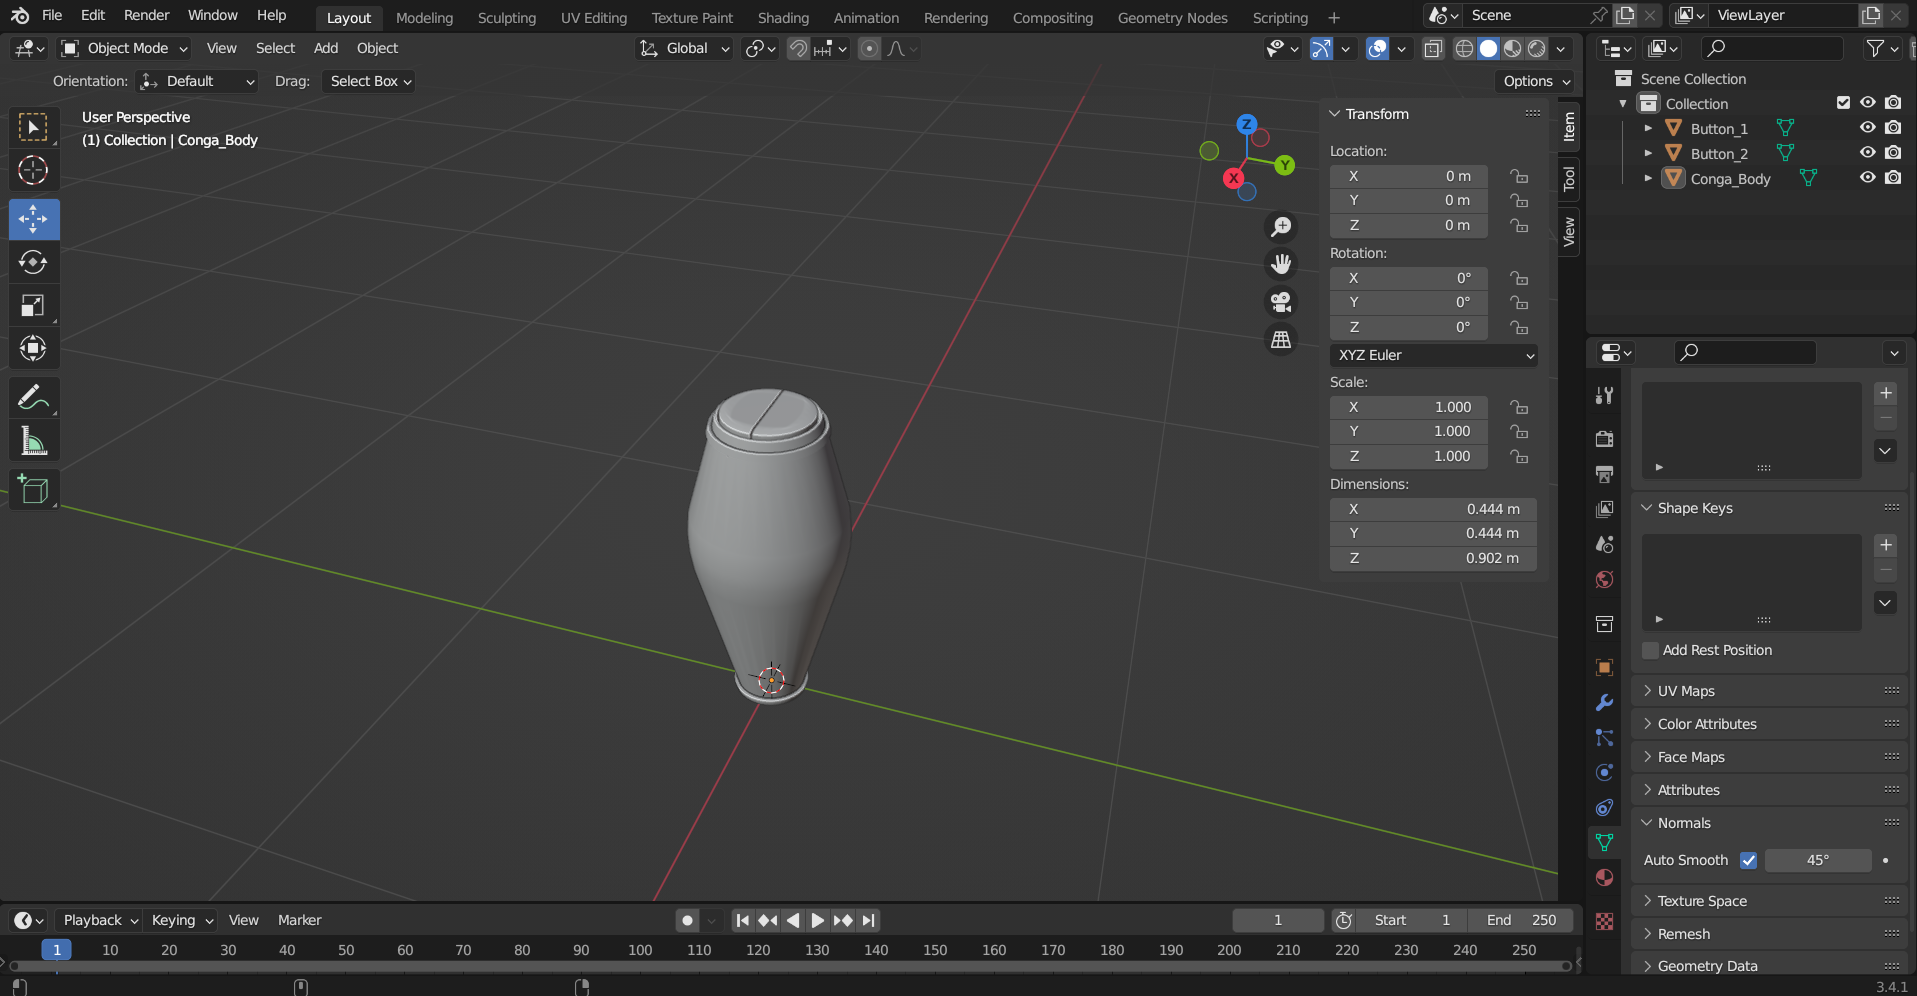 File Edit Render Window Help Layout Modeling Sculpting UV Editing Texture Paint Shading Animation Rendering Compositing Geometry Nodes Scripting + Scene ViewLayer
Object Mode View Select Add Object Global
Orientation: Default Drag: Select Box Options
User Perspective
(1) Collection | Conga_Body
Z
Y
X
Transform
Location:
X 0 m
Y 0 m
Z 0 m
Rotation:
X 0°
Y 0°
Z 0°
XYZ Euler
Scale:
X 1.000
Y 1.000
Z 1.000
Dimensions:
X 0.444 m
Y 0.444 m
Z 0.902 m
Item
Tool
View
Scene Collection
Collection
Button_1
Button_2
Conga_Body
Shape Keys
Add Rest Position
UV Maps
Color Attributes
Face Maps
Attributes
Normals
Auto Smooth 45°
Texture Space
Remesh
Geometry Data
Playback Keying View Marker 1 Start 1 End 250
1 10 20 30 40 50 60 70 80 90 100 110 120 130 140 150 160 170 180 190 200 210 220 230 240 250
3.4.1